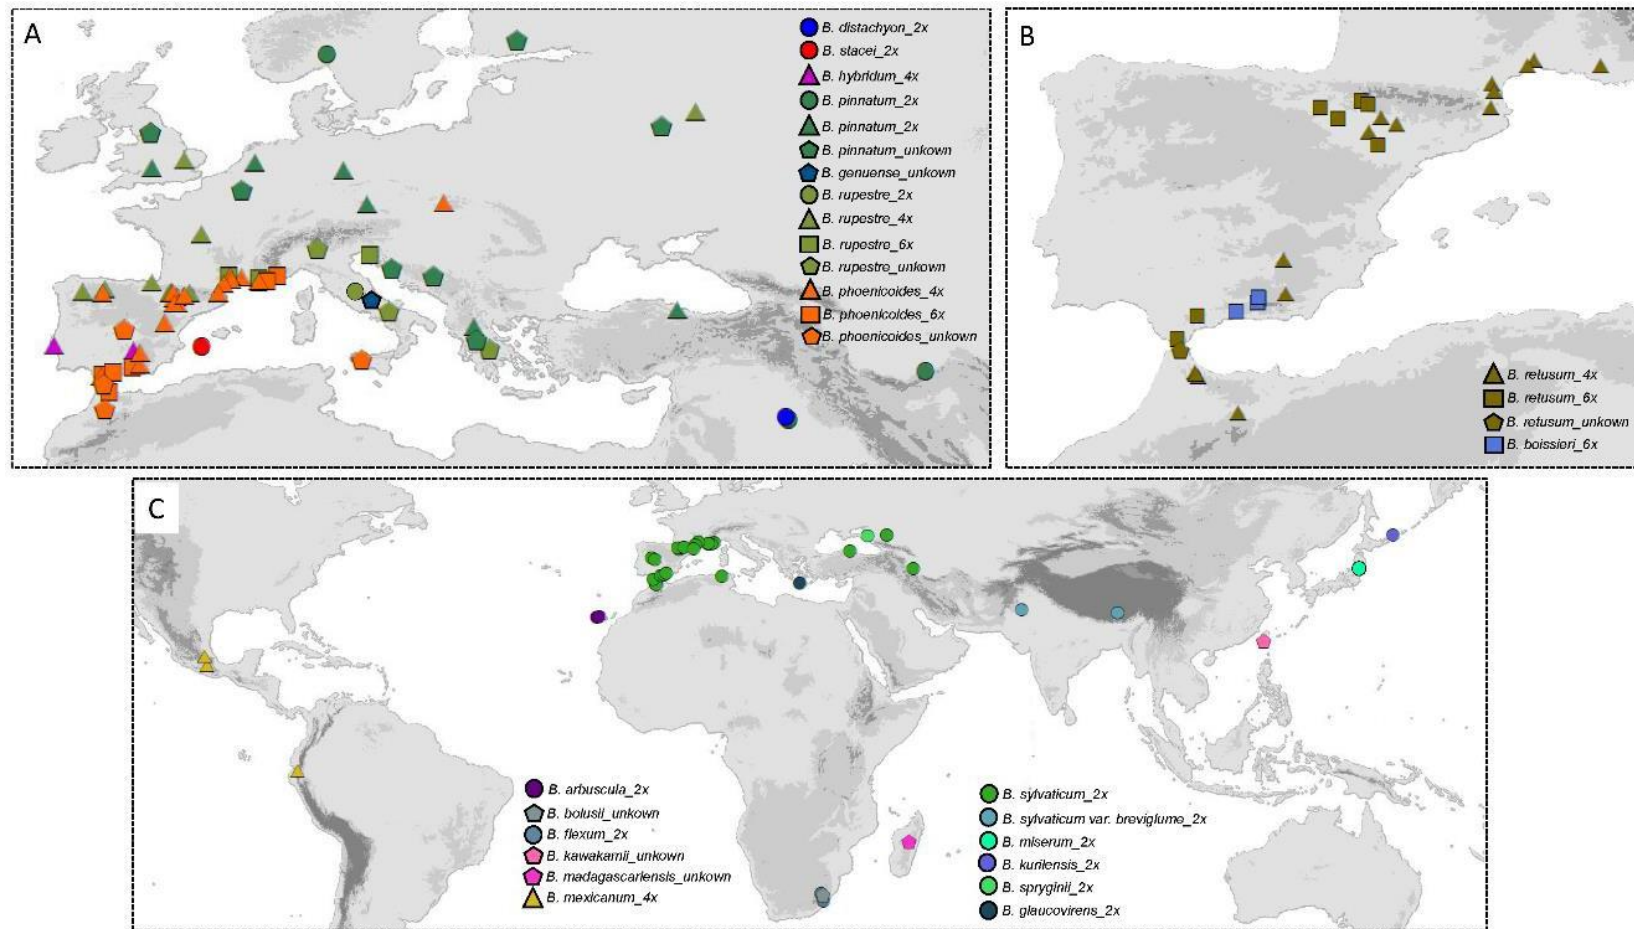 A
B. distachyon_2x
B. stacei_2x
B. hybridum_4x
B. pinnatum_2x
B. pinnatum_2x
B. pinnatum_unkown
B. genuense_unkown
B. rupestre_2x
B. rupestre_4x
B. rupestre_6x
B. rupestre_unkown
B. phoenicoides_4x
B. phoenicoides_6x
B. phoenicoides_unkown
B
B. retusum_4x
B. retusum_6x
B. retusum_unkown
B. boissieri_6x
C
B. arbuscula_2x
B. bolusii_unkown
B. flexum_2x
B. kawakamii_unkown
B. madagascariensis_unkown
B. mexicanum_4x
B. sylvaticum_2x
B. sylvaticum var. breviglume_2x
B. miserum_2x
B. kurilensis_2x
B. spryginii_2x
B. glaucovirens_2x